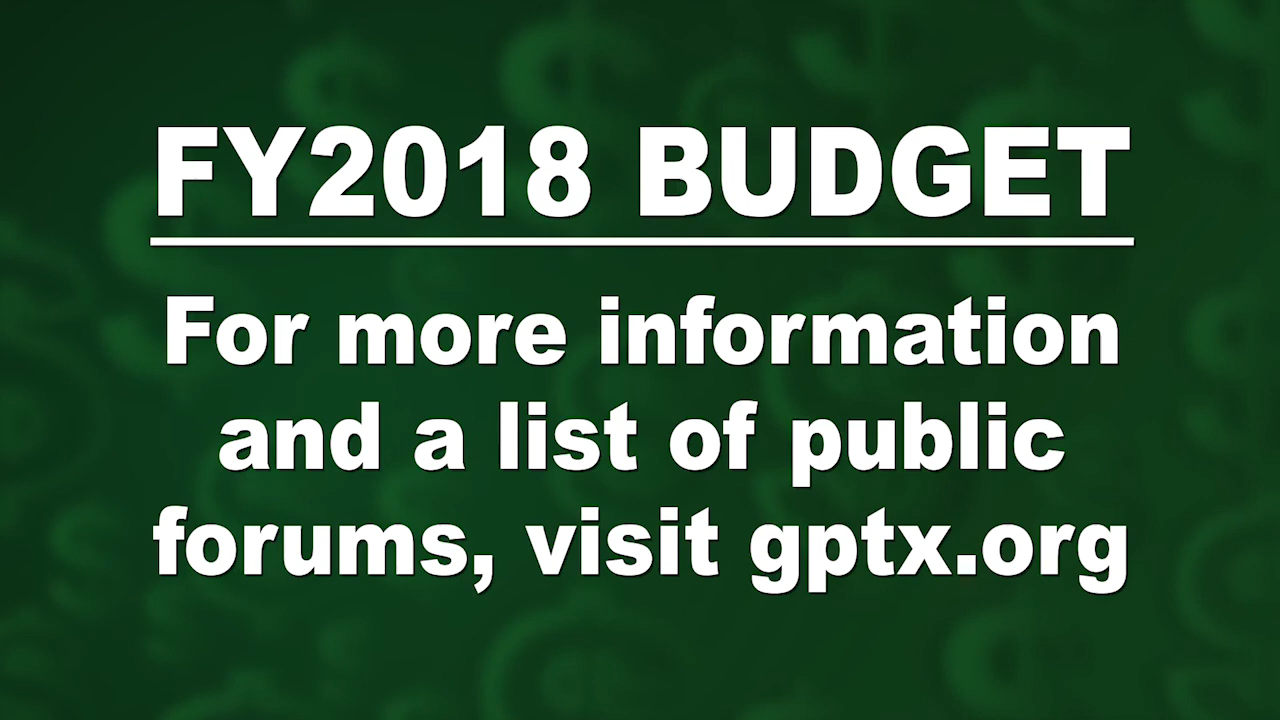 FY2018 BUDGET
For more information
and a list of public
forums, visit gptx.org